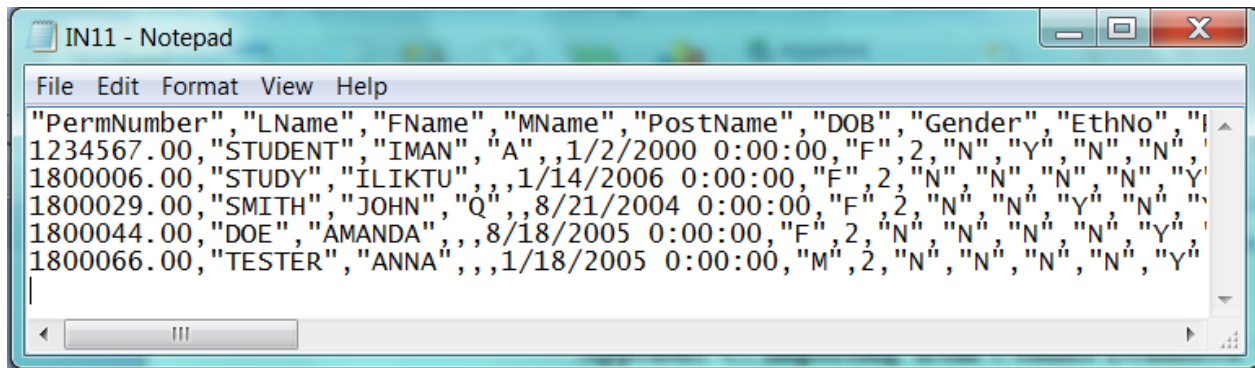 IN11 - Notepad
File Edit Format View Help
"PermNumber","LName","FName","MName","PostName","DOB","Gender","EthNo","
1234567.00,"STUDENT","IMAN","A",,1/2/2000 0:00:00,"F",2,"N","Y","N","N","
1800006.00,"STUDY","ILIKTU",,,1/14/2006 0:00:00,"F",2,"N","N","N","N","Y"
1800029.00,"SMITH","JOHN","Q",,8/21/2004 0:00:00,"F",2,"N","N","Y","N","
1800044.00,"DOE","AMANDA",,,8/18/2005 0:00:00,"F",2,"N","N","N","N","Y","
1800066.00,"TESTER","ANNA",,,1/18/2005 0:00:00,"M",2,"N","N","N","N","Y"